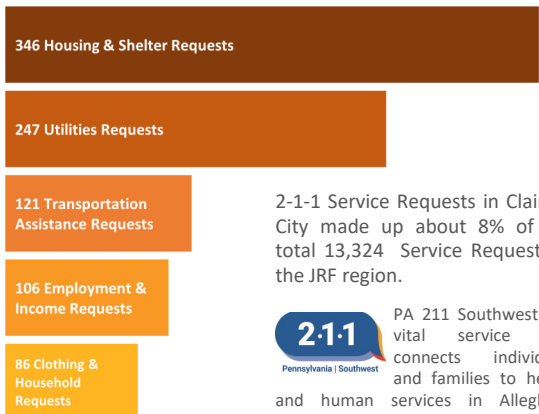 346 Housing & Shelter Requests
247 Utilities Requests
121 Transportation
Assistance Requests
106 Employment &
Income Requests
86 Clothing &
Household
Requests
2-1-1 Service Requests in
City made up about 8% of
total 13,324 Service
the JRF region.
2·1·1
Pennsylvania | Southwest
PA 211 Southwest
vital service
connects
and families to
and human services in